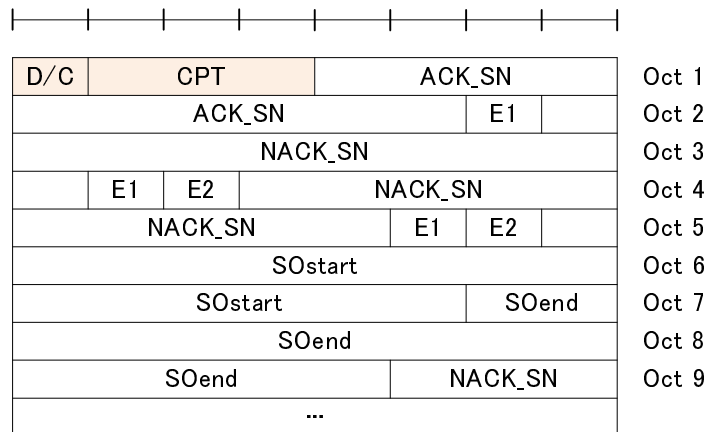 D/C CPT ACK_SN Oct 1
ACK_SN E1 Oct 2
NACK_SN Oct 3
E1 E2 NACK_SN Oct 4
NACK_SN E1 E2 Oct 5
SOstart Oct 6
SOstart SOend Oct 7
SOend Oct 8
SOend NACK_SN Oct 9
...